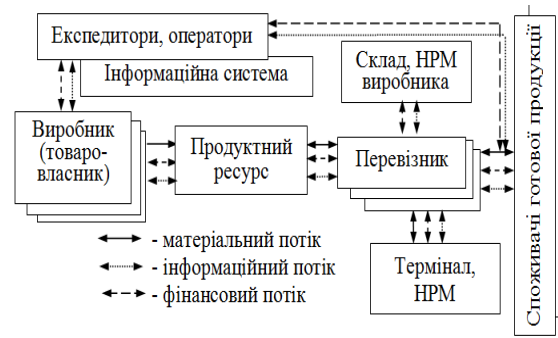 Експедитори, оператори
Інформаційна система
Склад, НРМ
виробника
Виробник
(товаро-
власник)
Продуктний
ресурс
Перевізник
Термінал,
НРМ
- матеріальний потік
- інформаційний потік
- фінансовий потік
Споживачі готової продукції